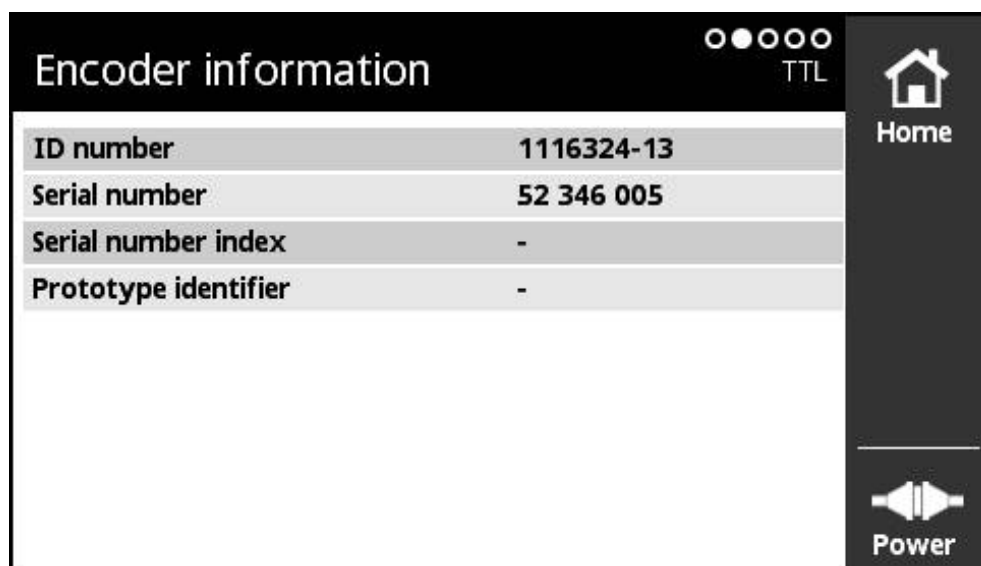 Encoder information
TTL
Home
ID number 1116324-13
Serial number 52 346 005
Serial number index -
Prototype identifier -
Power